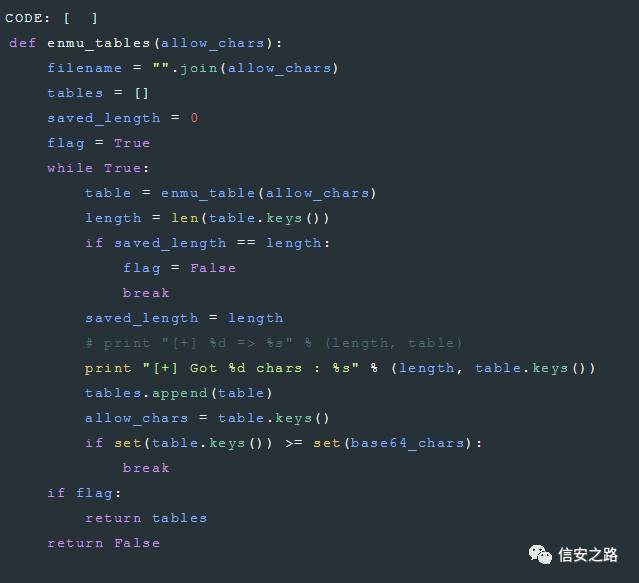 CODE: [ ]
def enmu_tables(allow_chars):
    filename = "".join(allow_chars)
    tables = []
    saved_length = 0
    flag = True
    while True:
        table = enmu_table(allow_chars)
        length = len(table.keys())
        if saved_length == length:
            flag = False
            break
        saved_length = length
        # print "[+] %d => %s" % (length, table)
        print "[+] Got %d chars : %s" % (length, table.keys())
        tables.append(table)
        allow_chars = table.keys()
        if set(table.keys()) >= set(base64_chars):
            break
    if flag:
        return tables
    return False
信安之路